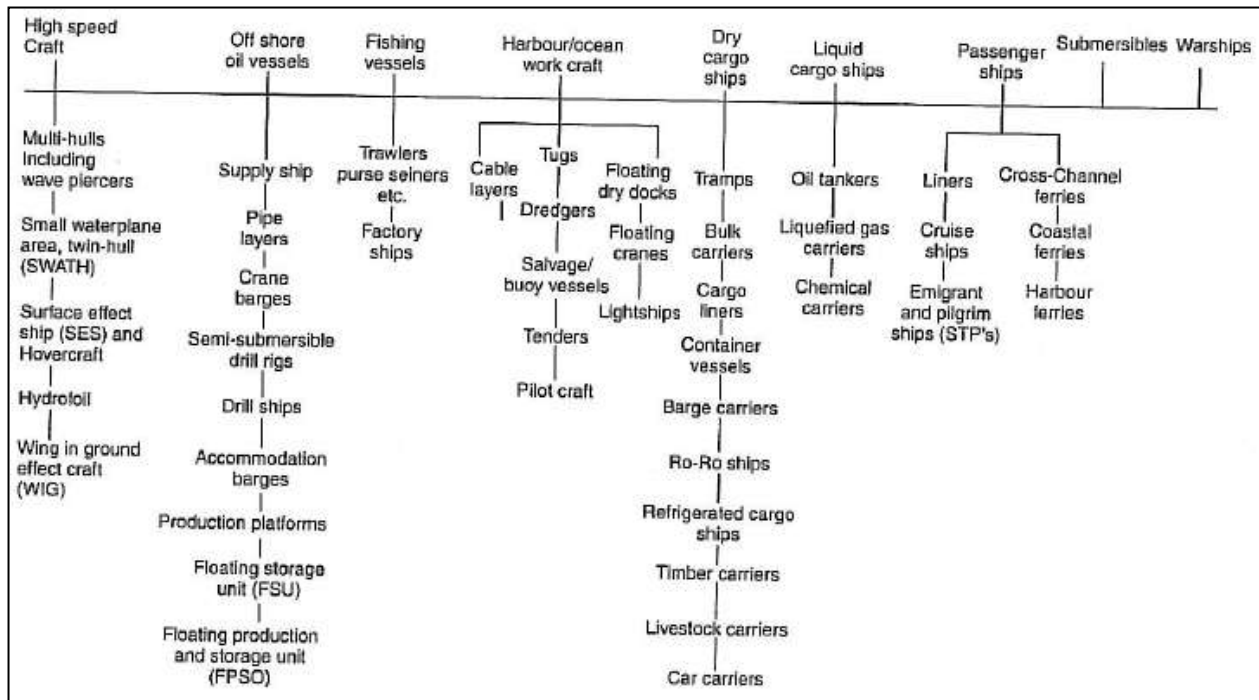 High speed
Craft
Off shore
oil vessels
Fishing
vessels
Harbour/ocean
work craft
Dry
cargo
ships
Liquid
cargo ships
Passenger
ships
Submersibles
Warships
Multi-hulls
Including
wave piercers
Small waterplane
area, twin-hull
(SWATH)
Surface effect
ship (SES) and
Hovercraft
Hydrofoil
Wing in ground
effect craft
(WIG)
Supply ship
Pipe
layers
Crane
barges
Semi-submersible
drill rigs
Drill ships
Accommodation
barges
Production platforms
Floating storage
unit (FSU)
Floating production
and storage unit
(FPSO)
Trawlers
purse seiners
etc.
Factory
ships
Cable
layers
Tugs
Dredgers
Salvage/
buoy vessels
Tenders
Pilot craft
Floating
dry docks
Floating
cranes
Lightships
Tramps
Bulk
carriers
Cargo
liners
Container
vessels
Barge carriers
Ro-Ro ships
Refrigerated cargo
ships
Timber carriers
Livestock carriers
Car carriers
Oil tankers
Liquefied gas
carriers
Chemical
carriers
Liners
Cruise
ships
Emigrant
and pilgrim
ships (STP's)
Cross-Channel
ferries
Coastal
ferries
Harbour
ferries